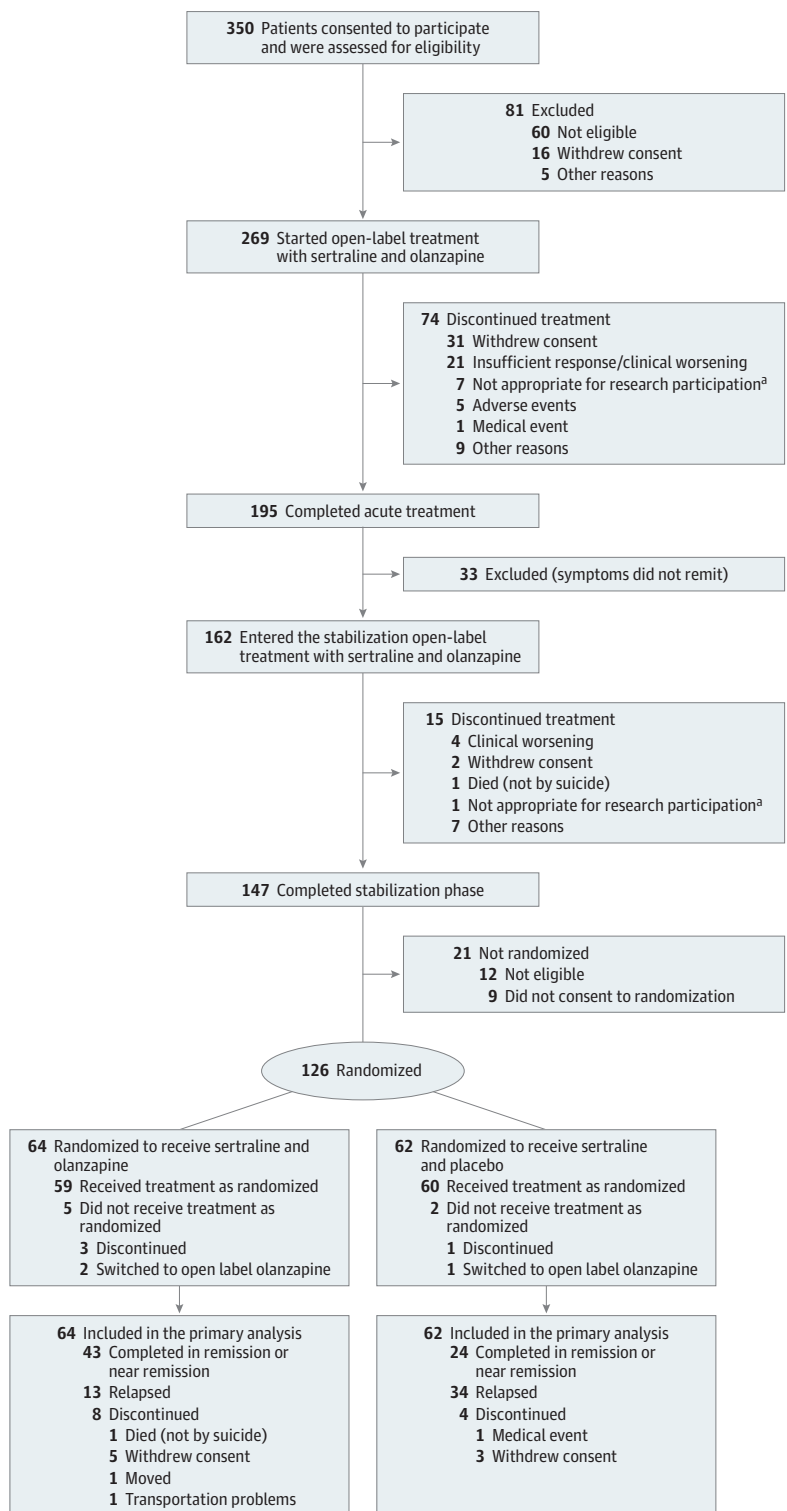 350 Patients consented to participate
and were assessed for eligibility
81 Excluded
60 Not eligible
16 Withdrew consent
5 Other reasons
269 Started open-label treatment
with sertraline and olanzapine
74 Discontinued treatment
31 Withdrew consent
21 Insufficient response/clinical worsening
7 Not appropriate for research participationᵃ
5 Adverse events
1 Medical event
9 Other reasons
195 Completed acute treatment
33 Excluded (symptoms did not remit)
162 Entered the stabilization open-label
treatment with sertraline and olanzapine
15 Discontinued treatment
4 Clinical worsening
2 Withdrew consent
1 Died (not by suicide)
1 Not appropriate for research participationᵃ
7 Other reasons
147 Completed stabilization phase
21 Not randomized
12 Not eligible
9 Did not consent to randomization
126 Randomized
64 Randomized to receive sertraline and
olanzapine
59 Received treatment as randomized
5 Did not receive treatment as
randomized
3 Discontinued
2 Switched to open label olanzapine
62 Randomized to receive sertraline
and placebo
60 Received treatment as randomized
2 Did not receive treatment as
randomized
1 Discontinued
1 Switched to open label olanzapine
64 Included in the primary analysis
43 Completed in remission or
near remission
13 Relapsed
8 Discontinued
1 Died (not by suicide)
5 Withdrew consent
1 Moved
1 Transportation problems
62 Included in the primary analysis
24 Completed in remission or
near remission
34 Relapsed
4 Discontinued
1 Medical event
3 Withdrew consent